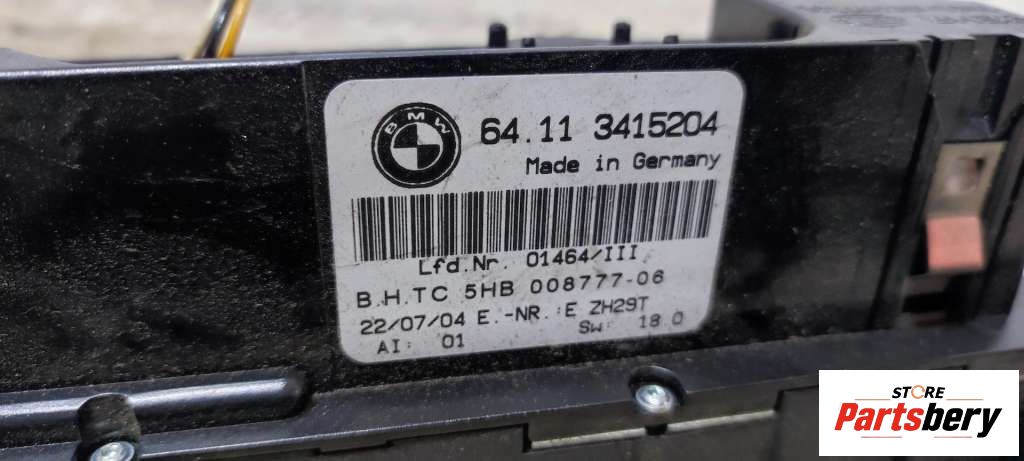 BMW
64.11 3415204
Made in Germany
Lfd.Nr. 01464/III
B.H.TC 5HB 008777-06
22/07/04 E.-NR.:E ZH29T
AI: 01 SW: 18.0
STORE
Partsbery